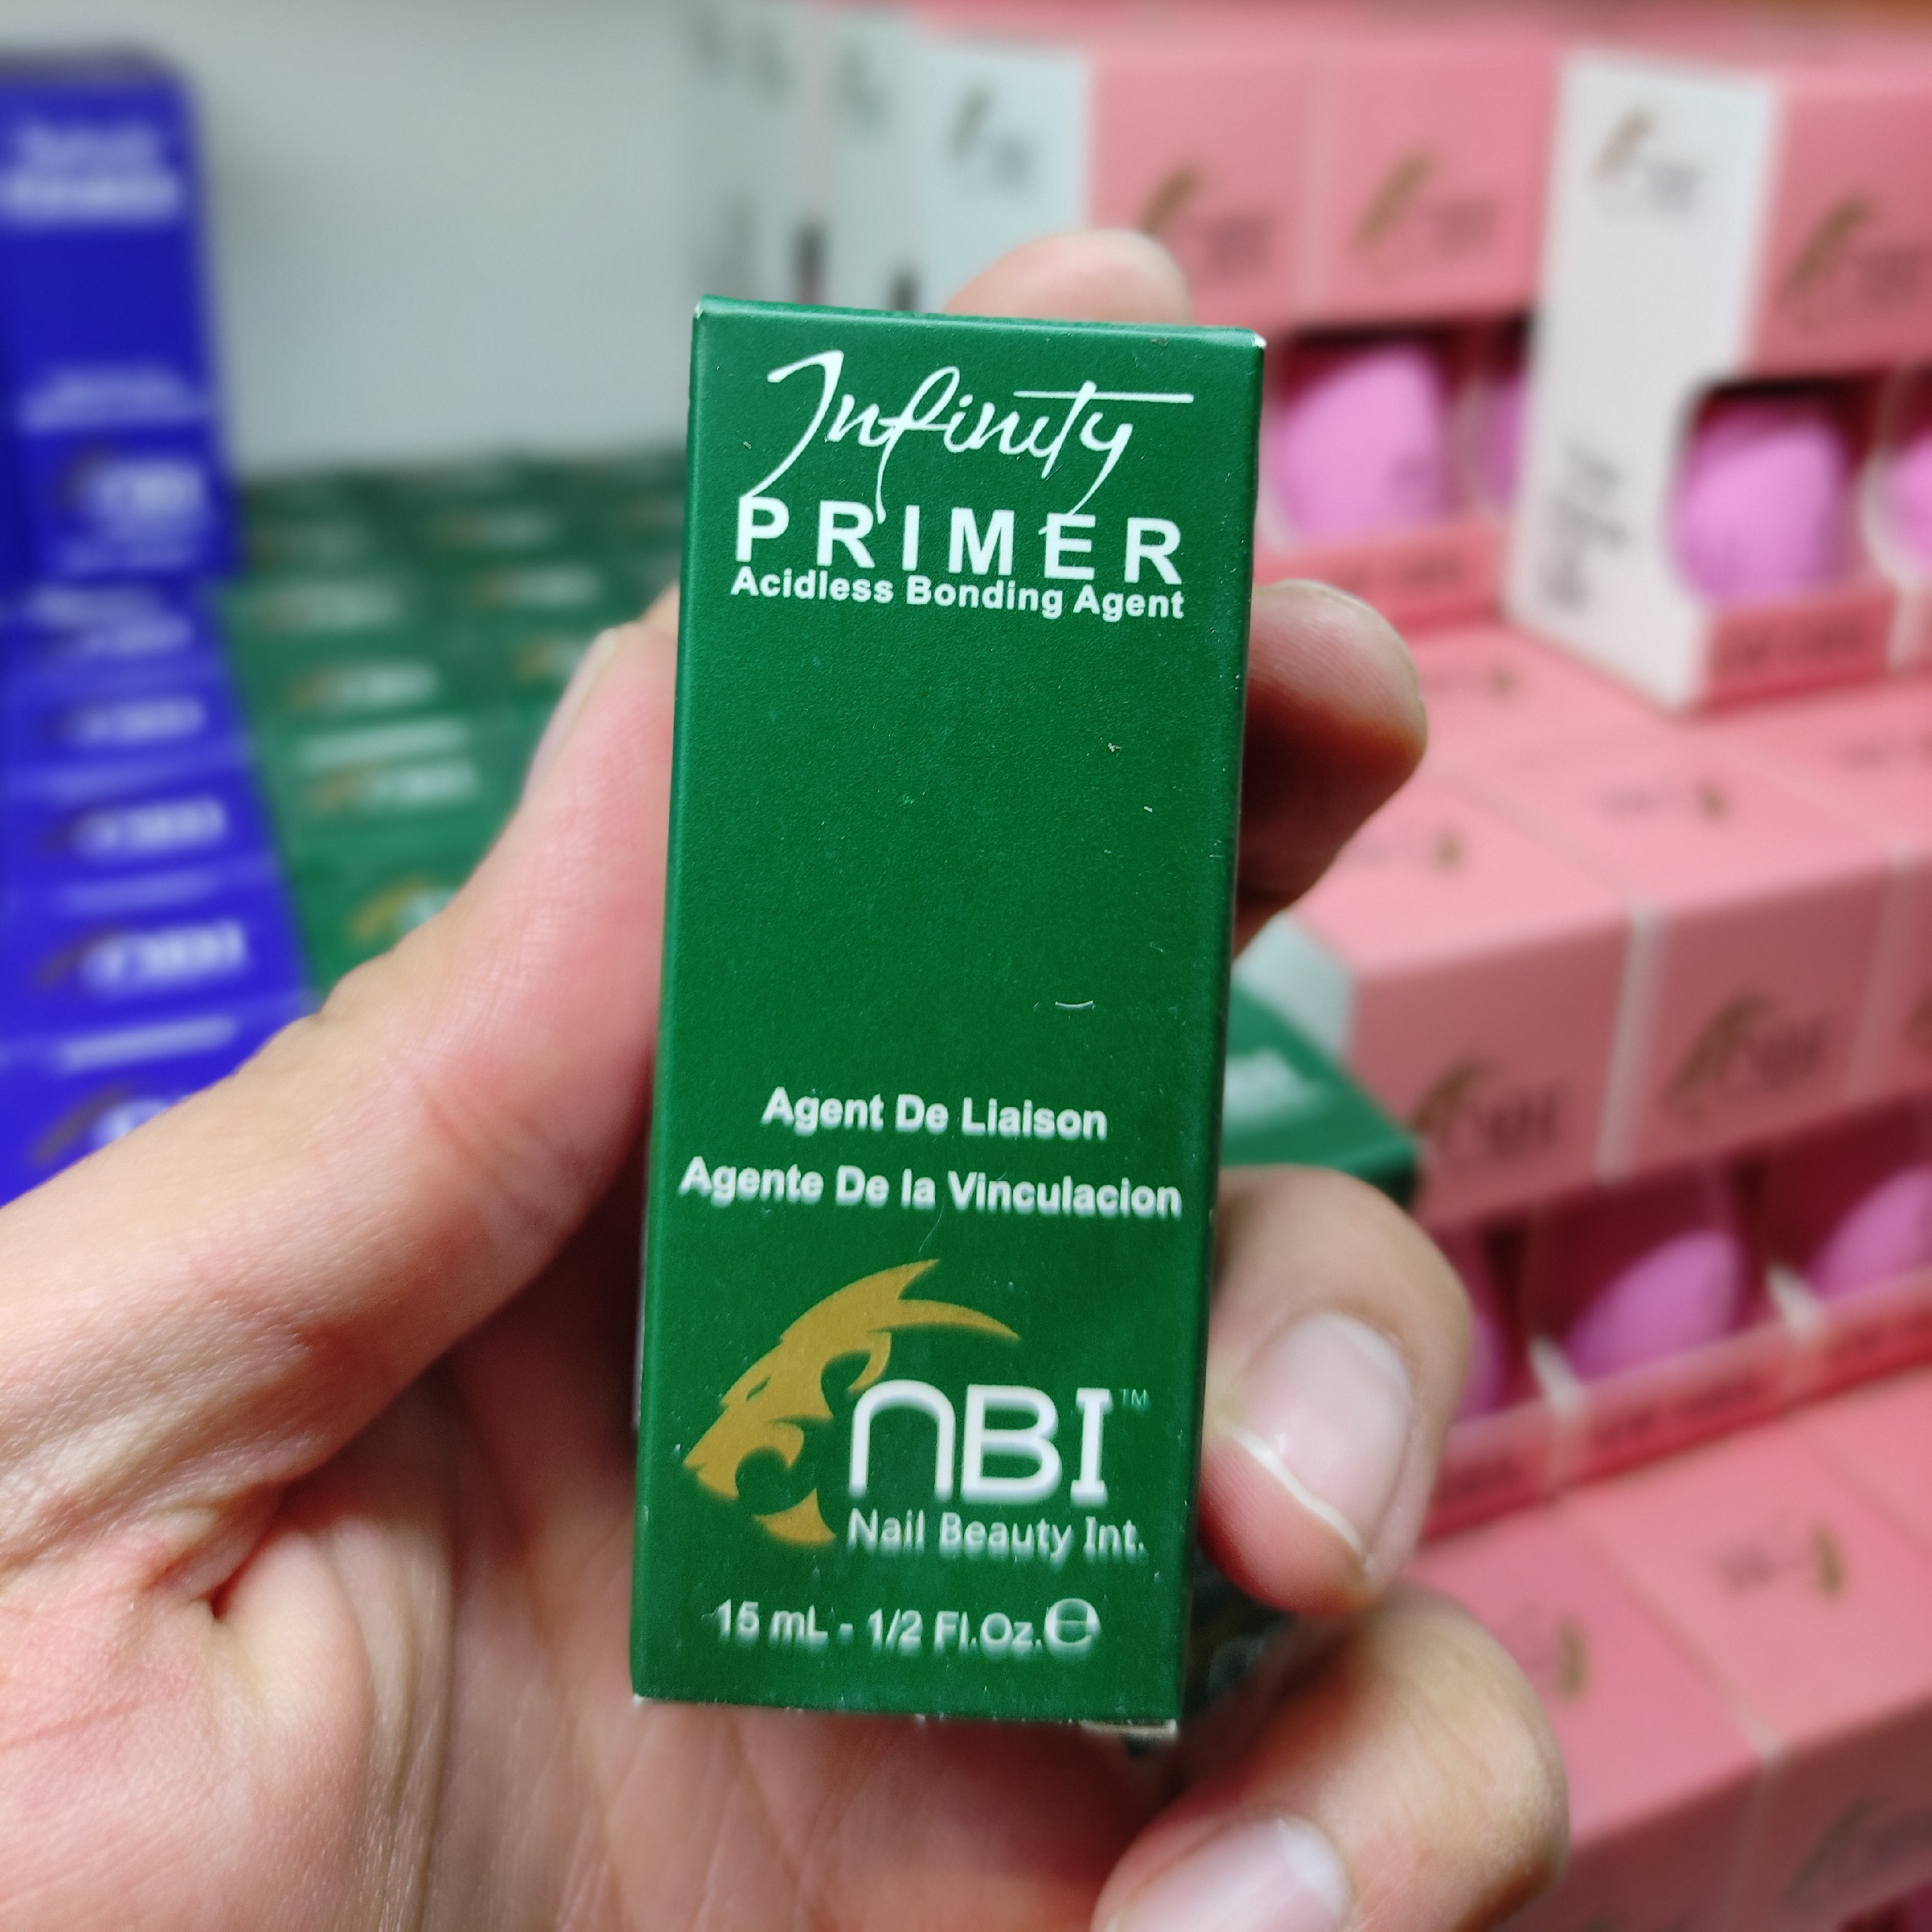 Infinity
PRIMER
Acidless Bonding Agent
Agent De Liaison
Agente De la Vinculacion
NBI™
Nail Beauty Int.
15 mL - 1/2 Fl.Oz.℮